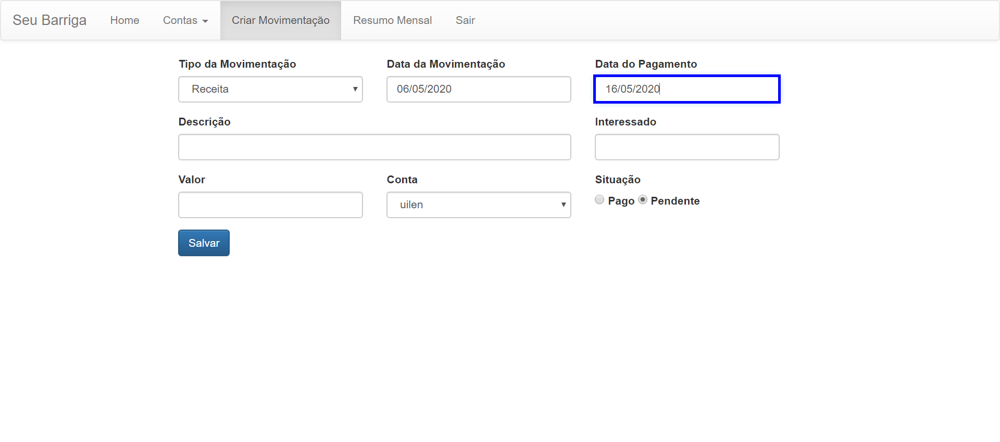 Seu Barriga Home Contas Criar Movimentação Resumo Mensal Sair
Tipo da Movimentação Data da Movimentação Data do Pagamento
Receita 06/05/2020 16/05/2020
Descrição Interessado
Valor Conta Situação
uilen Pago Pendente
Salvar